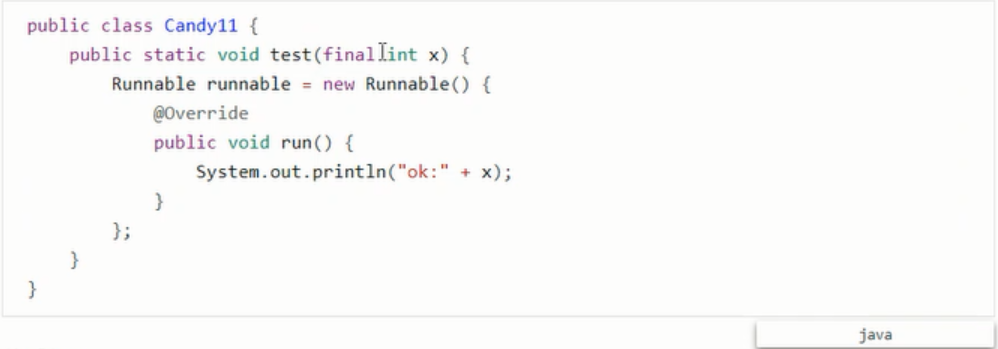 public class Candy11 {
    public static void test(final int x) {
        Runnable runnable = new Runnable() {
            @Override
            public void run() {
                System.out.println("ok:" + x);
            }
        };
    }
}
java